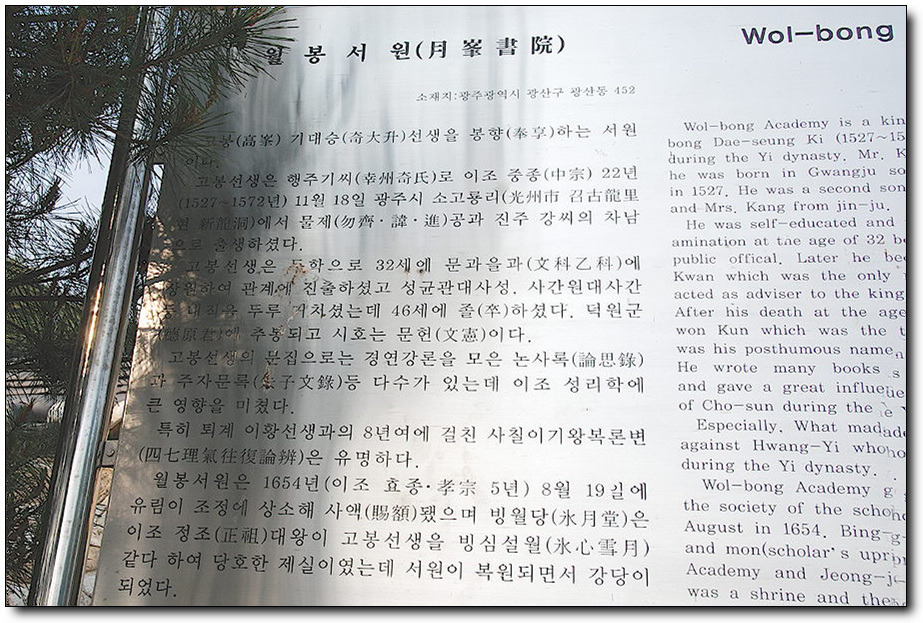 월 봉 서 원(月峯書院)
소재지:광주광역시 광산구 광산동 452
고봉(高峯) 기대승(奇大升)선생을 봉향(奉享)하는 서원
이다.
고봉선생은 행주기씨(幸州奇氏)로 이조 중종(中宗) 22년
(1527~1572년) 11월 18일 광주시 소고룡리(光州市 召古龍里
현 新龍洞)에서 물제(勿齊·諱·進)공과 진주 강씨의 차남
으로 출생하셨다.
고봉선생은 독학으로 32세에 문과을과(文科乙科)에
장원하여 관계에 진출하셨고 성균관대사성. 사간원대사간
등 내직을 두루 거치셨는데 46세에 졸(卒)하셨다. 덕원군
(德原君)에 추동되고 시호는 문헌(文憲)이다.
고봉선생의 문집으로는 경연강론을 모은 논사록(論思錄)
과 주자문록(朱子文錄)등 다수가 있는데 이조 성리학에
큰 영향을 미쳤다.
특히 퇴계 이황선생과의 8년여에 걸친 사칠이기왕복론변
(四七理氣往復論辨)은 유명하다.
월봉서원은 1654년(이조 효종·孝宗 5년) 8월 19일에
유림이 조정에 상소해 사액(賜額)됐으며 빙월당(氷月堂)은
이조 정조(正祖)대왕이 고봉선생을 빙심설월(氷心雪月)
같다 하여 당호한 제실이였는데 서원이 복원되면서 강당이
되었다.
Wol-bong
Wol-bong Academy is a kin
bong Dae-seung Ki (1527~15
during the Yi dynasty. Mr. K
he was born in Gwangju so
in 1527. He was a second son
and Mrs. Kang from jin-ju.
He was self-educated and
amination at tae age of 32 be
public offical. Later he bec
Kwan which was the only
acted as adviser to the king
After his death at the age
won Kun which was the t
was his posthumous name
He wrote many books
and gave a great influe
of Cho-sun during the
Especially. What mad
against Hwang-Yi who
during the Yi dynasty.
Wol-bong Academy
the society of the scho
August in 1654. Bing-
and mon(scholar's upri
Academy and Jeong-j
was a shrine and the